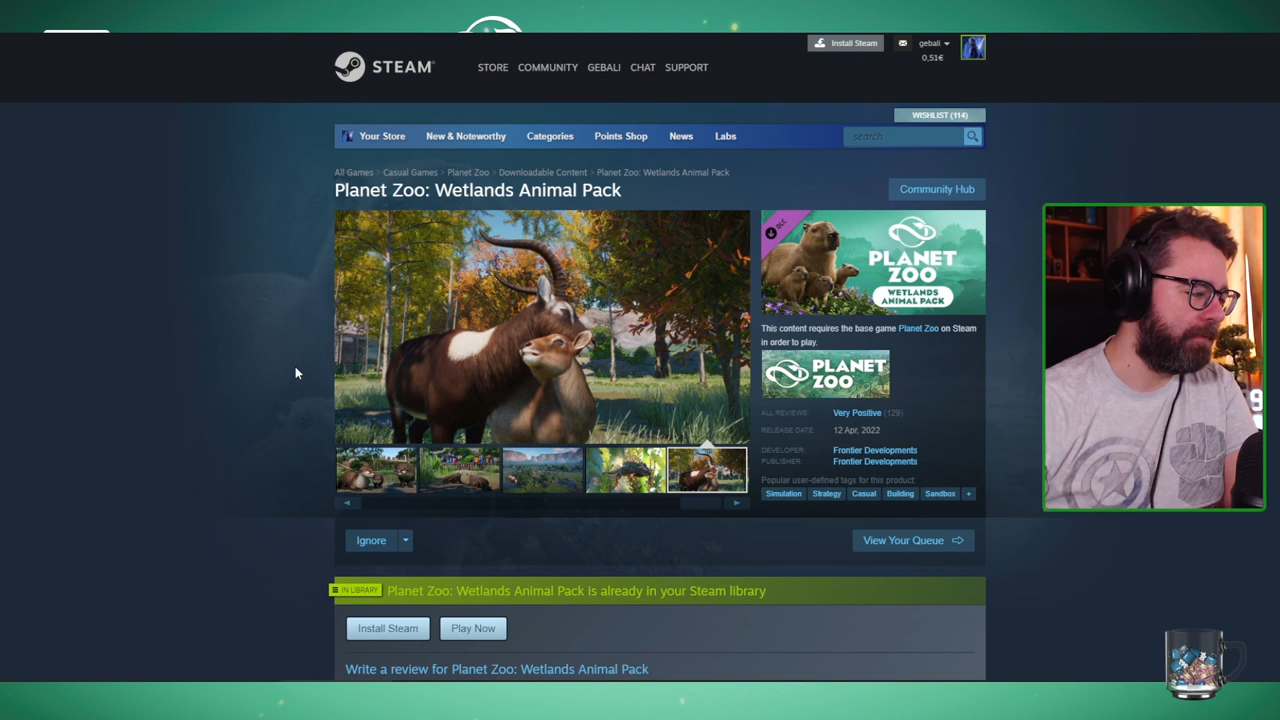 Install Steam
gebali
0,51€
STEAM®
STORE COMMUNITY GEBALI CHAT SUPPORT
WISHLIST (114)
Your Store New & Noteworthy Categories Points Shop News Labs
search
All Games > Casual Games > Planet Zoo > Downloadable Content > Planet Zoo: Wetlands Animal Pack
Planet Zoo: Wetlands Animal Pack
Community Hub
DLC
PLANET
ZOO
WETLANDS
ANIMAL PACK
This content requires the base game Planet Zoo on Steam
in order to play.
PLANET
ZOO
ALL REVIEWS: Very Positive (129)
RELEASE DATE: 12 Apr, 2022
DEVELOPER: Frontier Developments
PUBLISHER: Frontier Developments
Popular user-defined tags for this product:
Simulation Strategy Casual Building Sandbox +
Ignore
View Your Queue
IN LIBRARY
Planet Zoo: Wetlands Animal Pack is already in your Steam library
Install Steam Play Now
Write a review for Planet Zoo: Wetlands Animal Pack